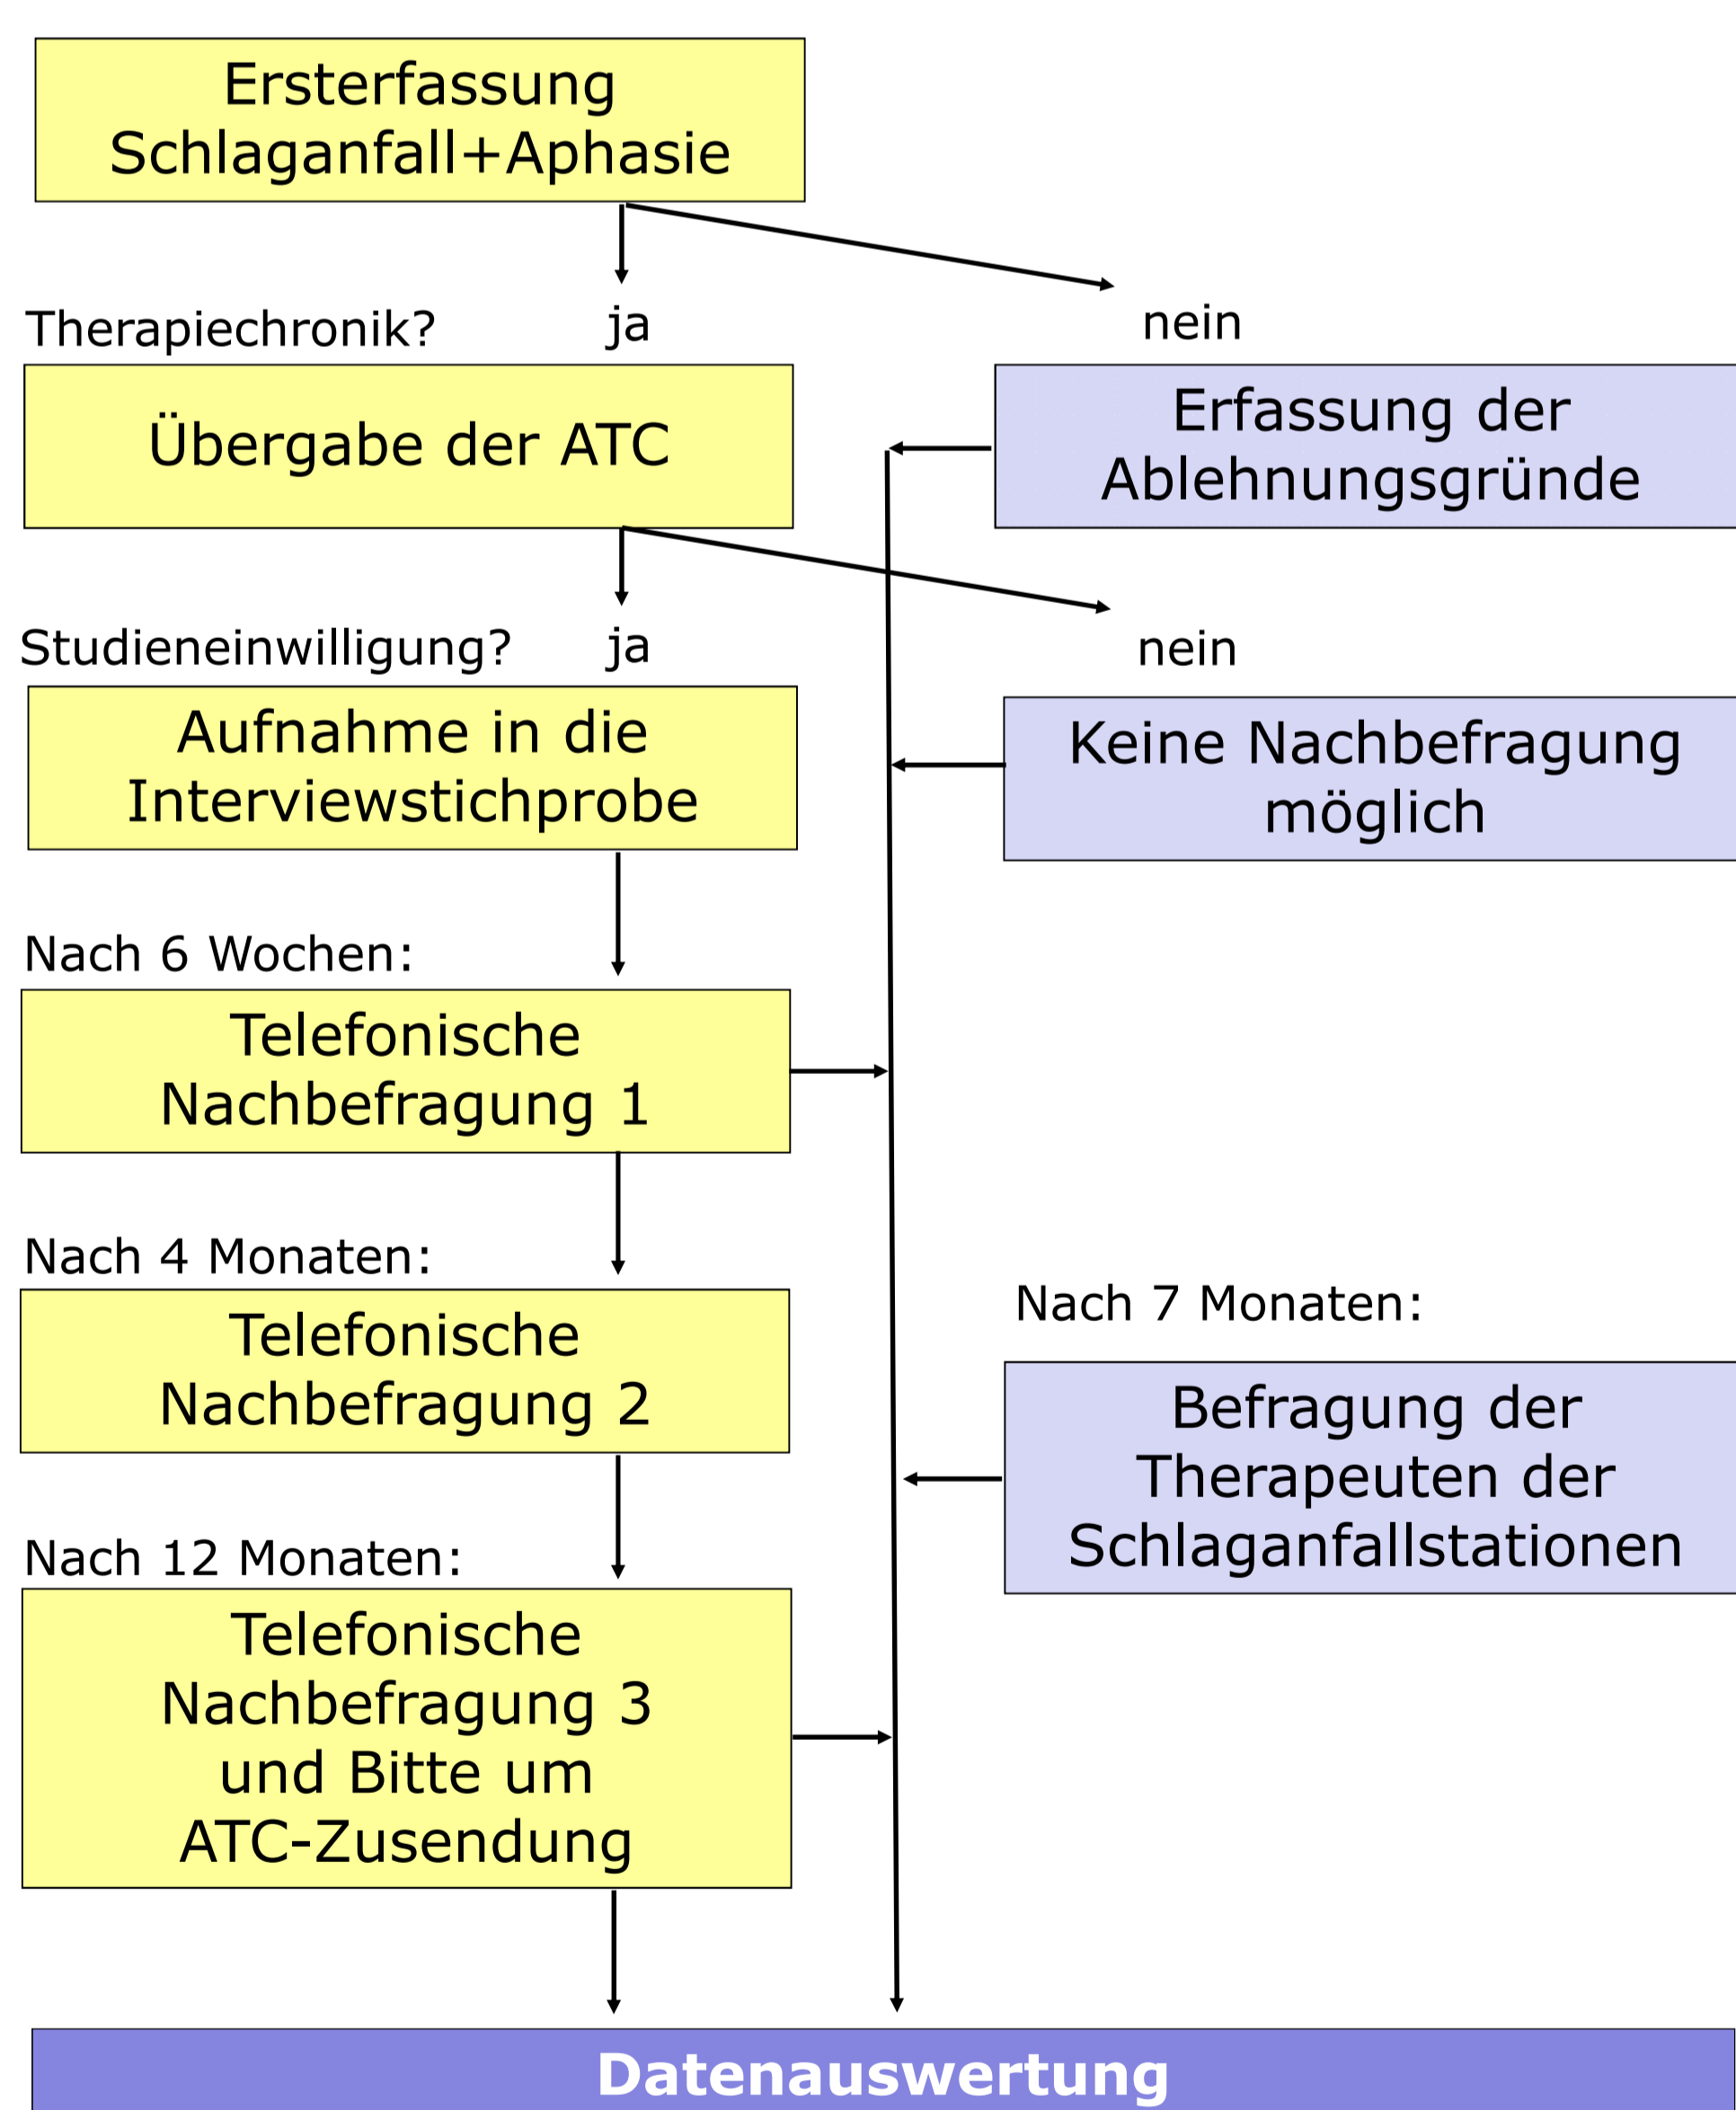 Ersterfassung
Schlaganfall+Aphasie
Therapiechronik?
ja
nein
Übergabe der ATC
Erfassung der
Ablehnungsgründe
Studieneinwilligung?
ja
nein
Aufnahme in die
Interviewstichprobe
Keine Nachbefragung
möglich
Nach 6 Wochen:
Telefonische
Nachbefragung 1
Nach 4 Monaten:
Telefonische
Nachbefragung 2
Nach 7 Monaten:
Befragung der
Therapeuten der
Schlaganfallstationen
Nach 12 Monaten:
Telefonische
Nachbefragung 3
und Bitte um
ATC-Zusendung
Datenauswertung